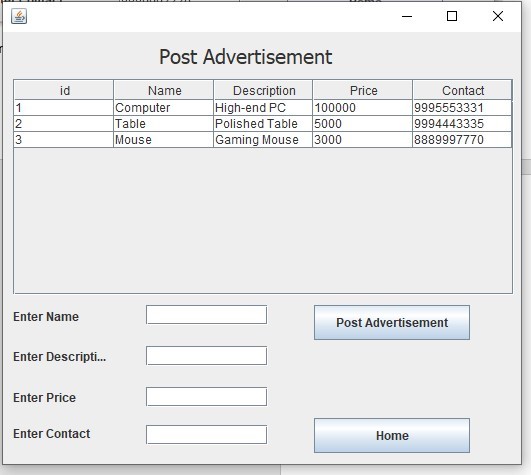 Post Advertisement
id Name Description Price Contact
1 Computer High-end PC 100000 9995553331
2 Table Polished Table 5000 9994443335
3 Mouse Gaming Mouse 3000 8889997770
Enter Name
Post Advertisement
Enter Descripti...
Enter Price
Enter Contact
Home